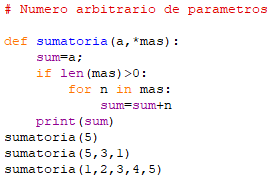 # Numero arbitrario de parametros

def sumatoria(a,*mas):
    sum=a;
    if len(mas)>0:
        for n in mas:
            sum=sum+n
    print(sum)
sumatoria(5)
sumatoria(5,3,1)
sumatoria(1,2,3,4,5)